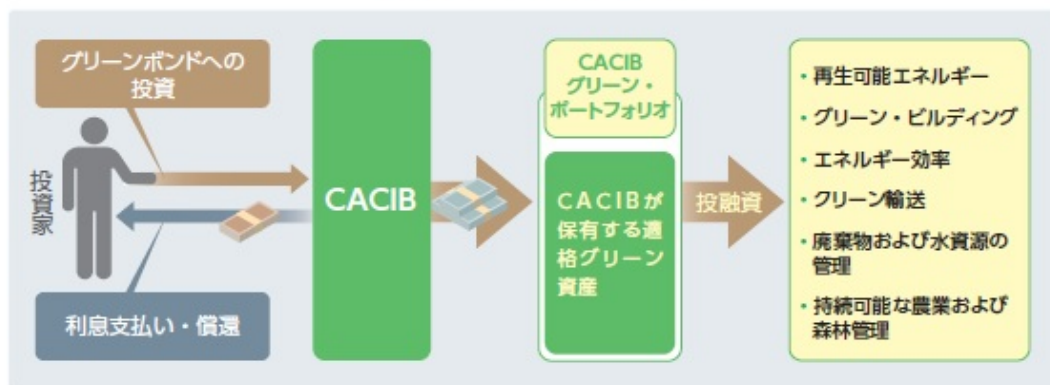 グリーンボンドへの
投資
投資家
利息支払い・償還
CACIB
CACIB
グリーン・
ポートフォリオ
CACIBが
保有する適
格グリーン
資産
投融資
・再生可能エネルギー
・グリーン・ビルディング
・エネルギー効率
・クリーン輸送
・廃棄物および水資源の
管理
・持続可能な農業および
森林管理